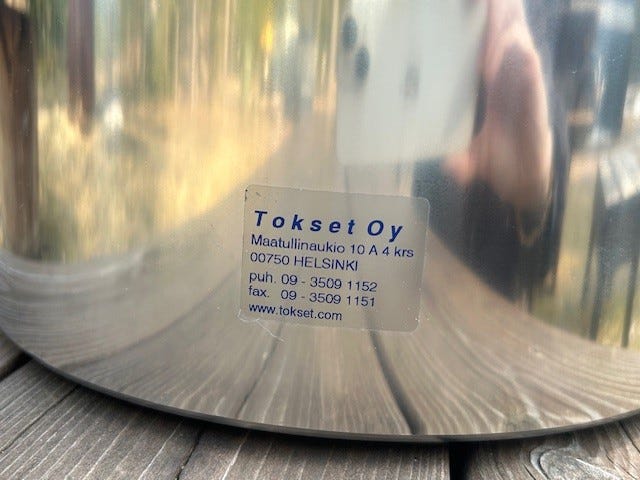 Tokset Oy
Maatullinaukio 10 A 4 krs
00750 HELSINKI
puh. 09 - 3509 1152
fax. 09 - 3509 1151
www.tokset.com